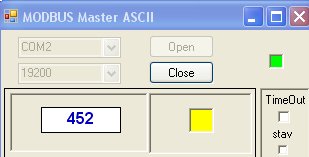 MODBUS Master ASCII
COM2
Open
19200
Close
TimeOut
452
stav